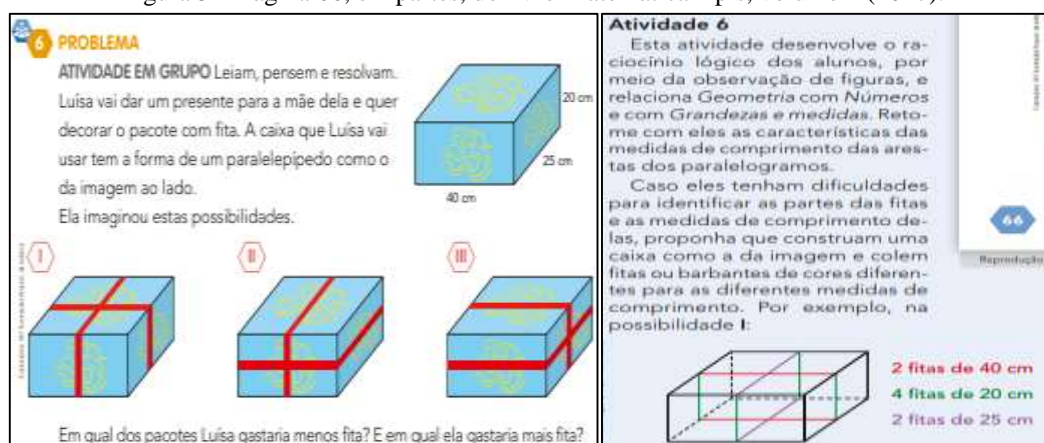 6 PROBLEMA
ATIVIDADE EM GRUPO Leiam, pensem e resolvam.
Luísa vai dar um presente para a mãe dela e quer
decorar o pacote com fita. A caixa que Luísa vai
usar tem a forma de um paralelepípedo como o
da imagem ao lado.
Ela imaginou estas possibilidades.
20 cm
25 cm
40 cm
I
II
III
Em qual dos pacotes Luísa gastaria menos fita? E em qual ela gastaria mais fita?
Atividade 6
Esta atividade desenvolve o ra-
ciocínio lógico dos alunos, por
meio da observação de figuras, e
relaciona Geometria com Números
e com Grandezas e medidas. Reto-
me com eles as características das
medidas de comprimento das ares-
tas dos paralelogramos.
Caso eles tenham dificuldades
para identificar as partes das fitas
e as medidas de comprimento de-
las, proponha que construam uma
caixa como a da imagem e colem
fitas ou barbantes de cores diferen-
tes para as diferentes medidas de
comprimento. Por exemplo, na
possibilidade I:
2 fitas de 40 cm
4 fitas de 20 cm
2 fitas de 25 cm
66
Reprodução